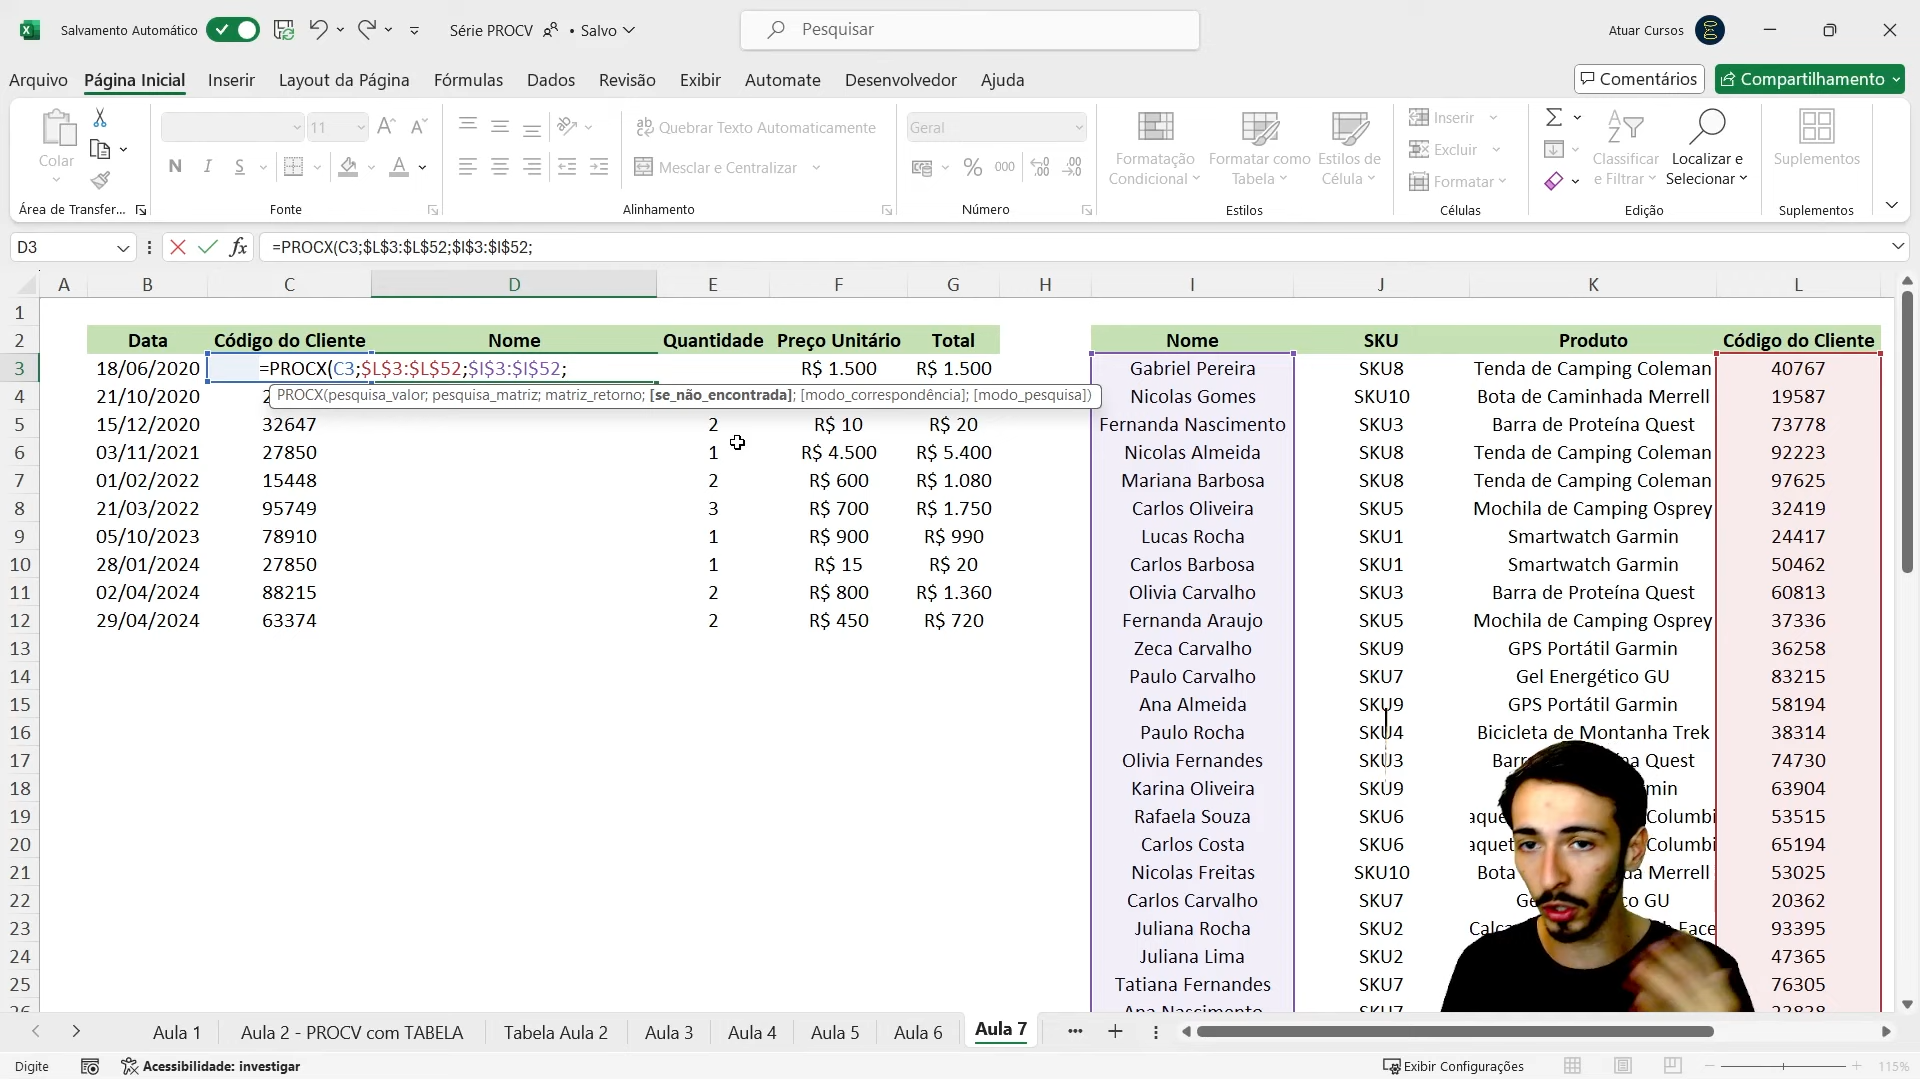 Salvamento Automático
Série PROCV • Salvo
Pesquisar
Atuar Cursos
Arquivo Página Inicial Inserir Layout da Página Fórmulas Dados Revisão Exibir Automate Desenvolvedor Ajuda
Comentários Compartilhamento
Colar
Área de Transfer...
11
N I S
Fonte
Quebrar Texto Automaticamente
Mesclar e Centralizar
Alinhamento
Geral
% 000
Número
Formatação Condicional
Formatar como Tabela
Estilos de Célula
Estilos
Inserir
Excluir
Formatar
Células
Classificar e Filtrar
Localizar e Selecionar
Edição
Suplementos
Suplementos
D3 fx =PROCX(C3;$L$3:$L$52;$I$3:$I$52;
A B C D E F G H I J K L
1
2 Data Código do Cliente Nome Quantidade Preço Unitário Total Nome SKU Produto Código do Cliente
3 18/06/2020 =PROCX(C3;$L$3:$L$52;$I$3:$I$52; R$ 1.500 R$ 1.500 Gabriel Pereira SKU8 Tenda de Camping Coleman 40767
PROCX(pesquisa_valor; pesquisa_matriz; matriz_retorno; [se_não_encontrada]; [modo_correspondência]; [modo_pesquisa])
4 21/10/2020 Nicolas Gomes SKU10 Bota de Caminhada Merrell 19587
5 15/12/2020 32647 2 R$ 10 R$ 20 Fernanda Nascimento SKU3 Barra de Proteína Quest 73778
6 03/11/2021 27850 1 R$ 4.500 R$ 5.400 Nicolas Almeida SKU8 Tenda de Camping Coleman 92223
7 01/02/2022 15448 2 R$ 600 R$ 1.080 Mariana Barbosa SKU8 Tenda de Camping Coleman 97625
8 21/03/2022 95749 3 R$ 700 R$ 1.750 Carlos Oliveira SKU5 Mochila de Camping Osprey 32419
9 05/10/2023 78910 1 R$ 900 R$ 990 Lucas Rocha SKU1 Smartwatch Garmin 24417
10 28/01/2024 27850 1 R$ 15 R$ 20 Carlos Barbosa SKU1 Smartwatch Garmin 50462
11 02/04/2024 88215 2 R$ 800 R$ 1.360 Olivia Carvalho SKU3 Barra de Proteína Quest 60813
12 29/04/2024 63374 2 R$ 450 R$ 720 Fernanda Araujo SKU5 Mochila de Camping Osprey 37336
13 Zeca Carvalho SKU9 GPS Portátil Garmin 36258
14 Paulo Carvalho SKU7 Gel Energético GU 83215
15 Ana Almeida SKU9 GPS Portátil Garmin 58194
16 Paulo Rocha SKU4 Bicicleta de Montanha Trek 38314
17 Olivia Fernandes SKU3 Quest 74730
18 Karina Oliveira SKU9 63904
19 Rafaela Souza SKU6 Columbi 53515
20 Carlos Costa SKU6 Columbi 65194
21 Nicolas Freitas SKU10 Bota Merrell 53025
22 Carlos Carvalho SKU7 GU 20362
23 Juliana Rocha SKU2 Face 93395
24 Juliana Lima SKU2 47365
25 Tatiana Fernandes SKU7 76305
Aula 1 Aula 2 - PROCV com TABELA Tabela Aula 2 Aula 3 Aula 4 Aula 5 Aula 6 Aula 7
Digite Acessibilidade: investigar Exibir Configurações 115%